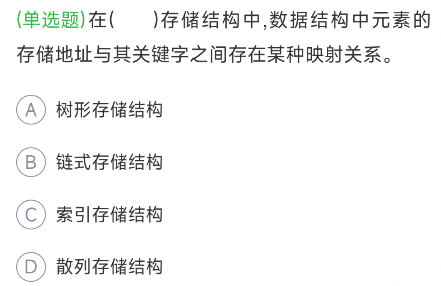 (单选题)在(　　)存储结构中,数据结构中元素的
存储地址与其关键字之间存在某种映射关系。
A 树形存储结构
B 链式存储结构
C 索引存储结构
D 散列存储结构